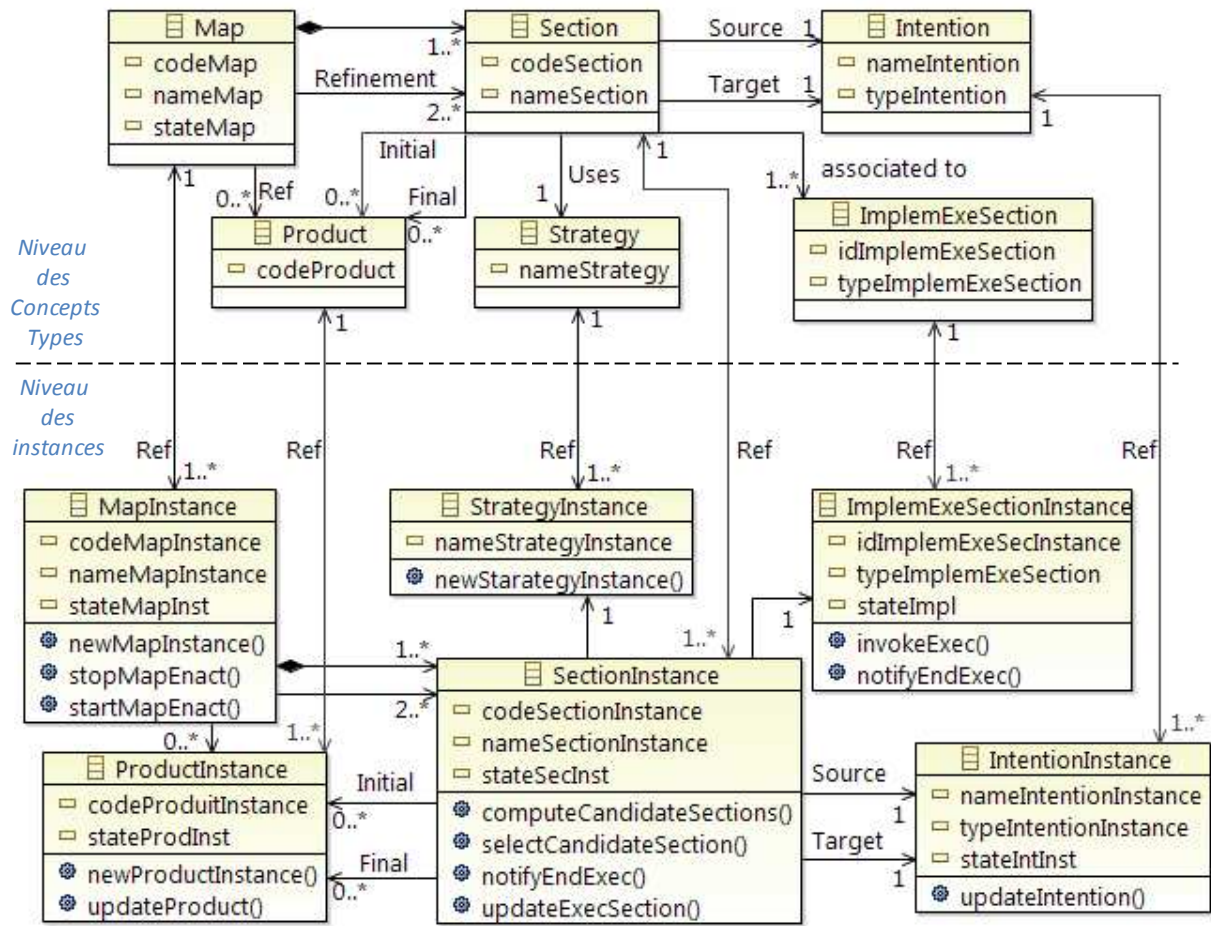 Map
codeMap
nameMap
stateMap
1..*
Refinement
2..*
Section
codeSection
nameSection
Source 1
Target 1
Intention
nameIntention
typeIntention
1
1
Ref
0..*
Initial
0..*
Final
0..*
Uses
1
1
1..*
associated to
Product
codeProduct
1
Strategy
nameStrategy
1
ImplemExeSection
idImplemExeSection
typeImplemExeSection
1
Niveau
des
Concepts
Types
Niveau
des
instances
Ref
1..*
Ref
Ref
1..*
Ref
Ref
1..*
Ref
MapInstance
codeMapInstance
nameMapInstance
stateMapInst
newMapInstance()
stopMapEnact()
startMapEnact()
1..*
2..*
0..*
1..*
StrategyInstance
nameStrategyInstance
newStarategyInstance()
1
1..*
1
ImplemExeSectionInstance
idImplemExeSecInstance
typeImplemExeSection
stateImpl
invokeExec()
notifyEndExec()
SectionInstance
codeSectionInstance
nameSectionInstance
stateSecInst
computeCandidateSections()
selectCandidateSection()
notifyEndExec()
updateExecSection()
ProductInstance
codeProduitInstance
stateProdInst
newProductInstance()
updateProduct()
Initial
0..*
Final
0..*
Source
1
Target
1
1..*
IntentionInstance
nameIntentionInstance
typeIntentionInstance
stateIntInst
updateIntention()